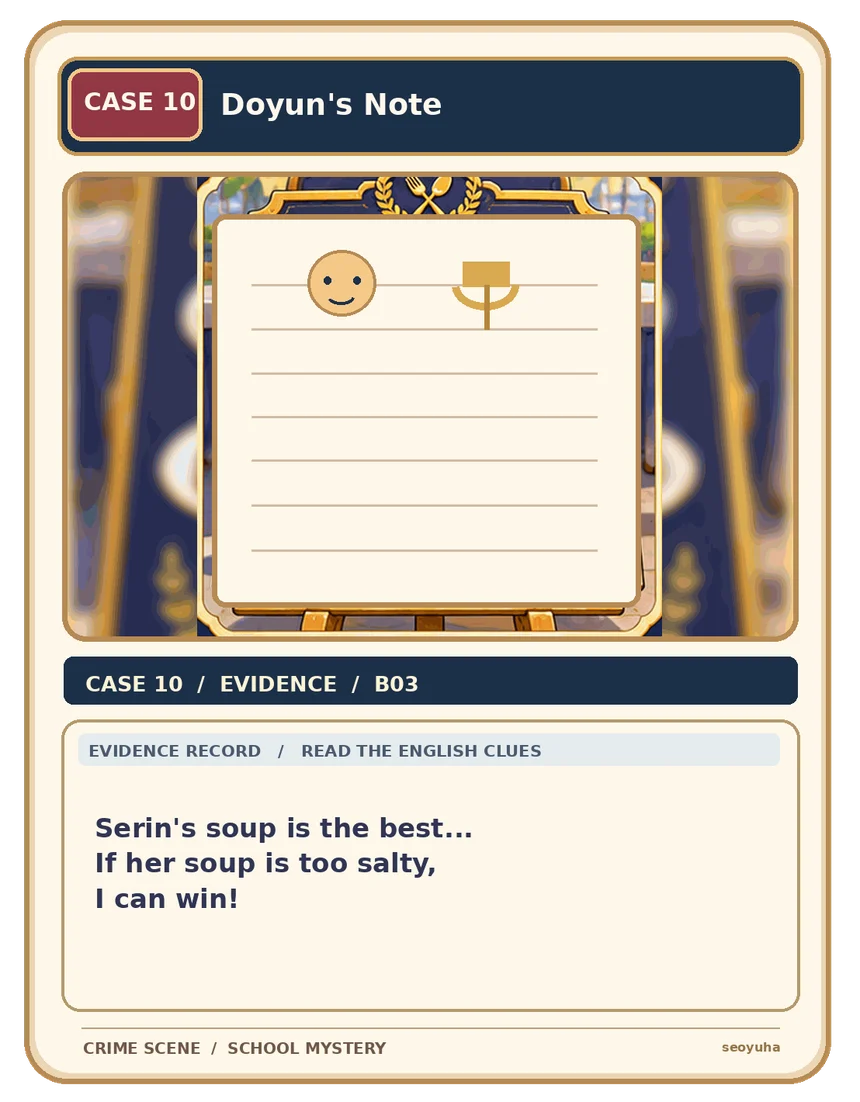 CASE 10
Doyun's Note
CASE 10 / EVIDENCE / B03
EVIDENCE RECORD / READ THE ENGLISH CLUES
Serin's soup is the best...
If her soup is too salty,
I can win!
CRIME SCENE / SCHOOL MYSTERY
seoyuha